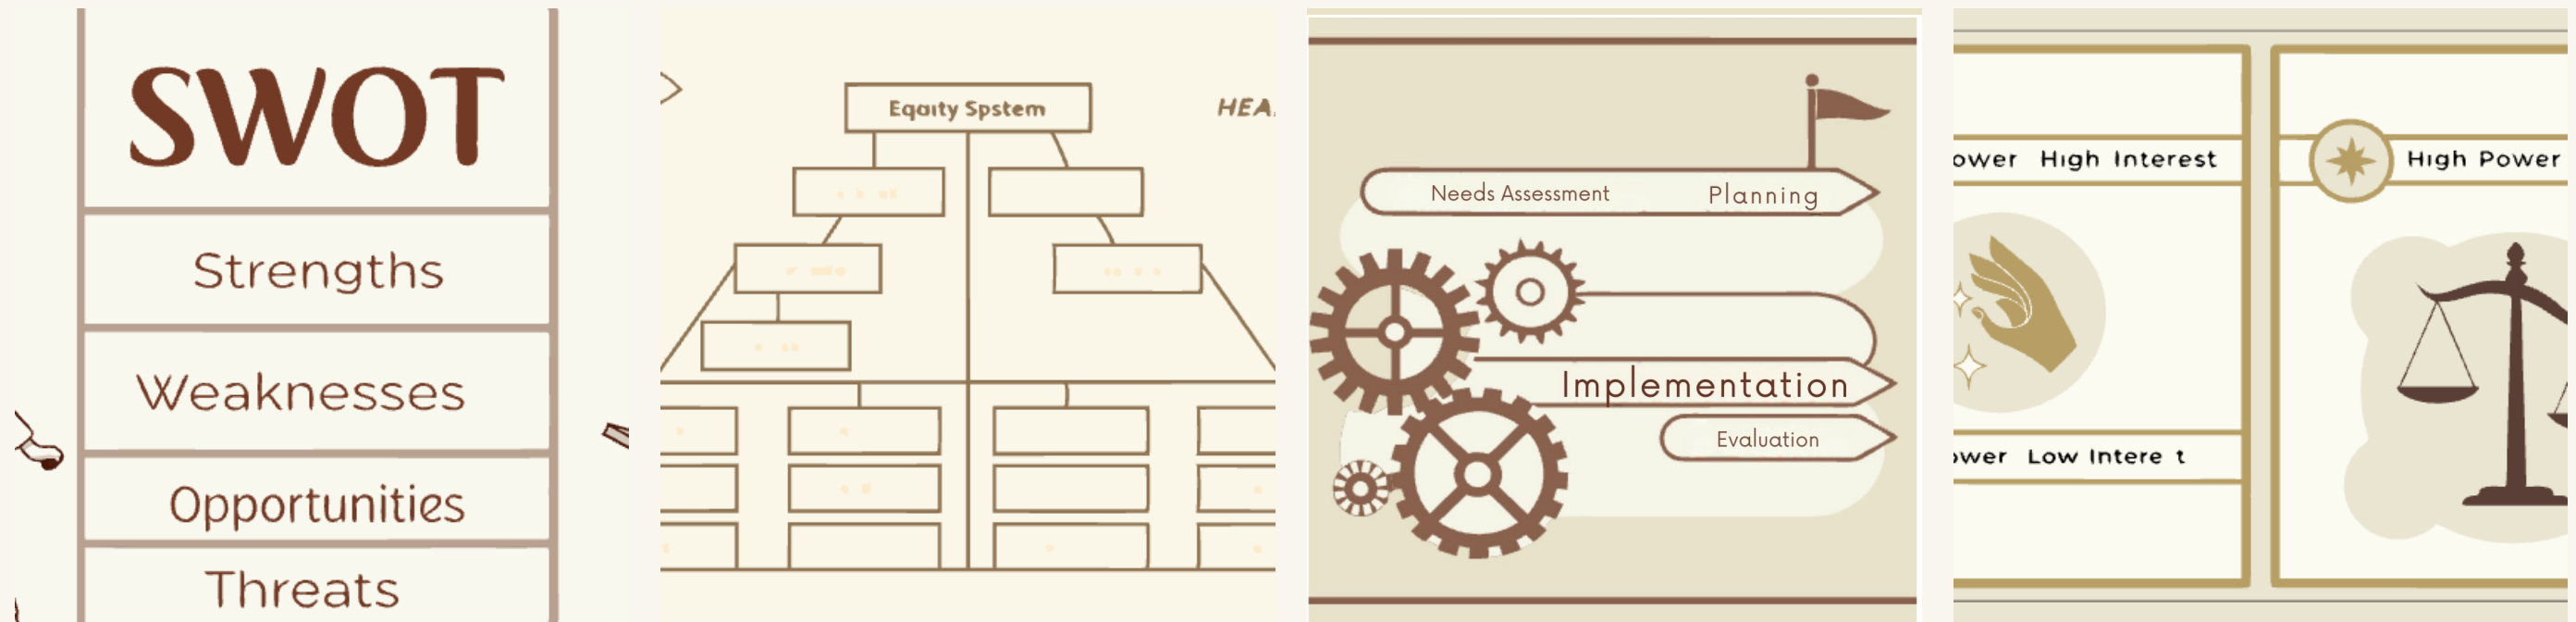 SWOT
Strengths
Weaknesses
Opportunities
Threats
Eqaity Spstem
HEA
Needs Assessment Planning
Implementation
Evaluation
ower High Interest
wer Low Intere t
High Power